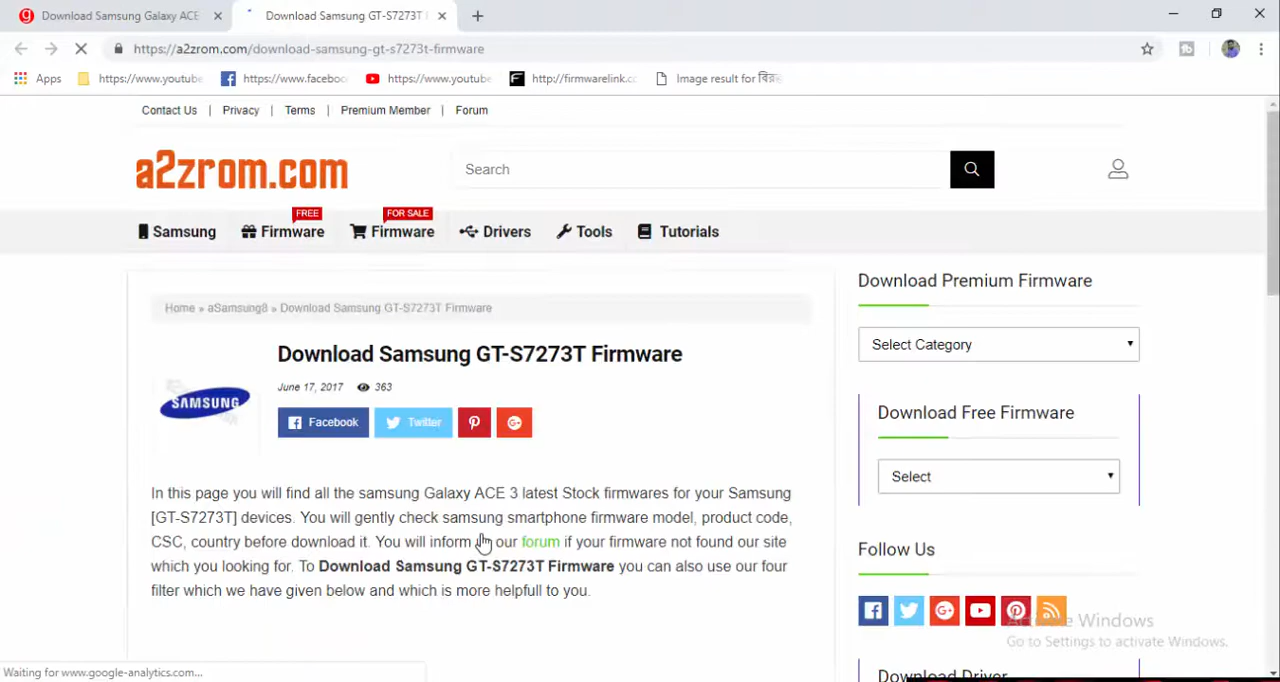 Download Samsung Galaxy ACE
Download Samsung GT-S7273T
https://a2zrom.com/download-samsung-gt-s7273t-firmware
Apps
https://www.youtube
https://www.faceboo
https://www.youtube
http://firmwarelink.c
Image result for
Contact Us | Privacy | Terms | Premium Member | Forum
a2zrom.com
Search
FREE
FOR SALE
Samsung Firmware Firmware Drivers Tools Tutorials
Home » aSamsung8 » Download Samsung GT-S7273T Firmware
Download Samsung GT-S7273T Firmware
June 17, 2017 363
SAMSUNG
Facebook Twitter
In this page you will find all the samsung Galaxy ACE 3 latest Stock firmwares for your Samsung
[GT-S7273T] devices. You will gently check samsung smartphone firmware model, product code,
CSC, country before download it. You will inform our forum if your firmware not found our site
which you looking for. To Download Samsung GT-S7273T Firmware you can also use our four
filter which we have given below and which is more helpfull to you.
Download Premium Firmware
Select Category
Download Free Firmware
Select
Follow Us
Activate Windows
Go to Settings to activate Windows.
Download Driver
Waiting for www.google-analytics.com...